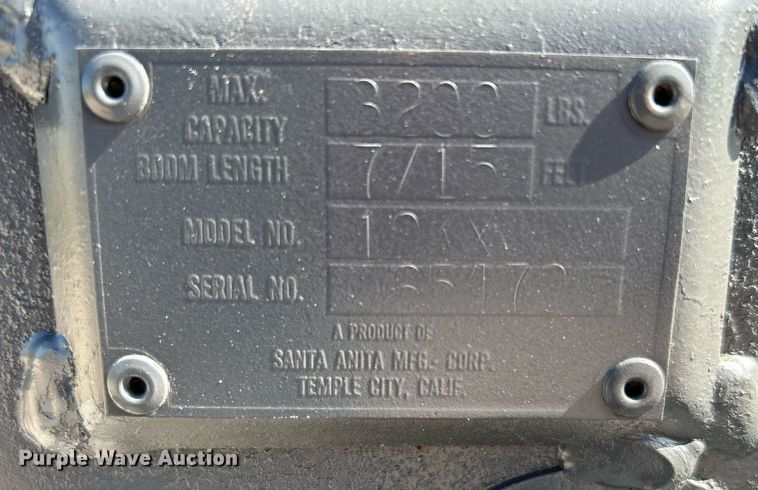 MAX.
CAPACITY 3200 LBS.
BOOM LENGTH 7/15 FEET
MODEL NO.
SERIAL NO.
A PRODUCT OF
SANTA ANITA MFG. CORP.
TEMPLE CITY, CALIF.
Purple Wave Auction